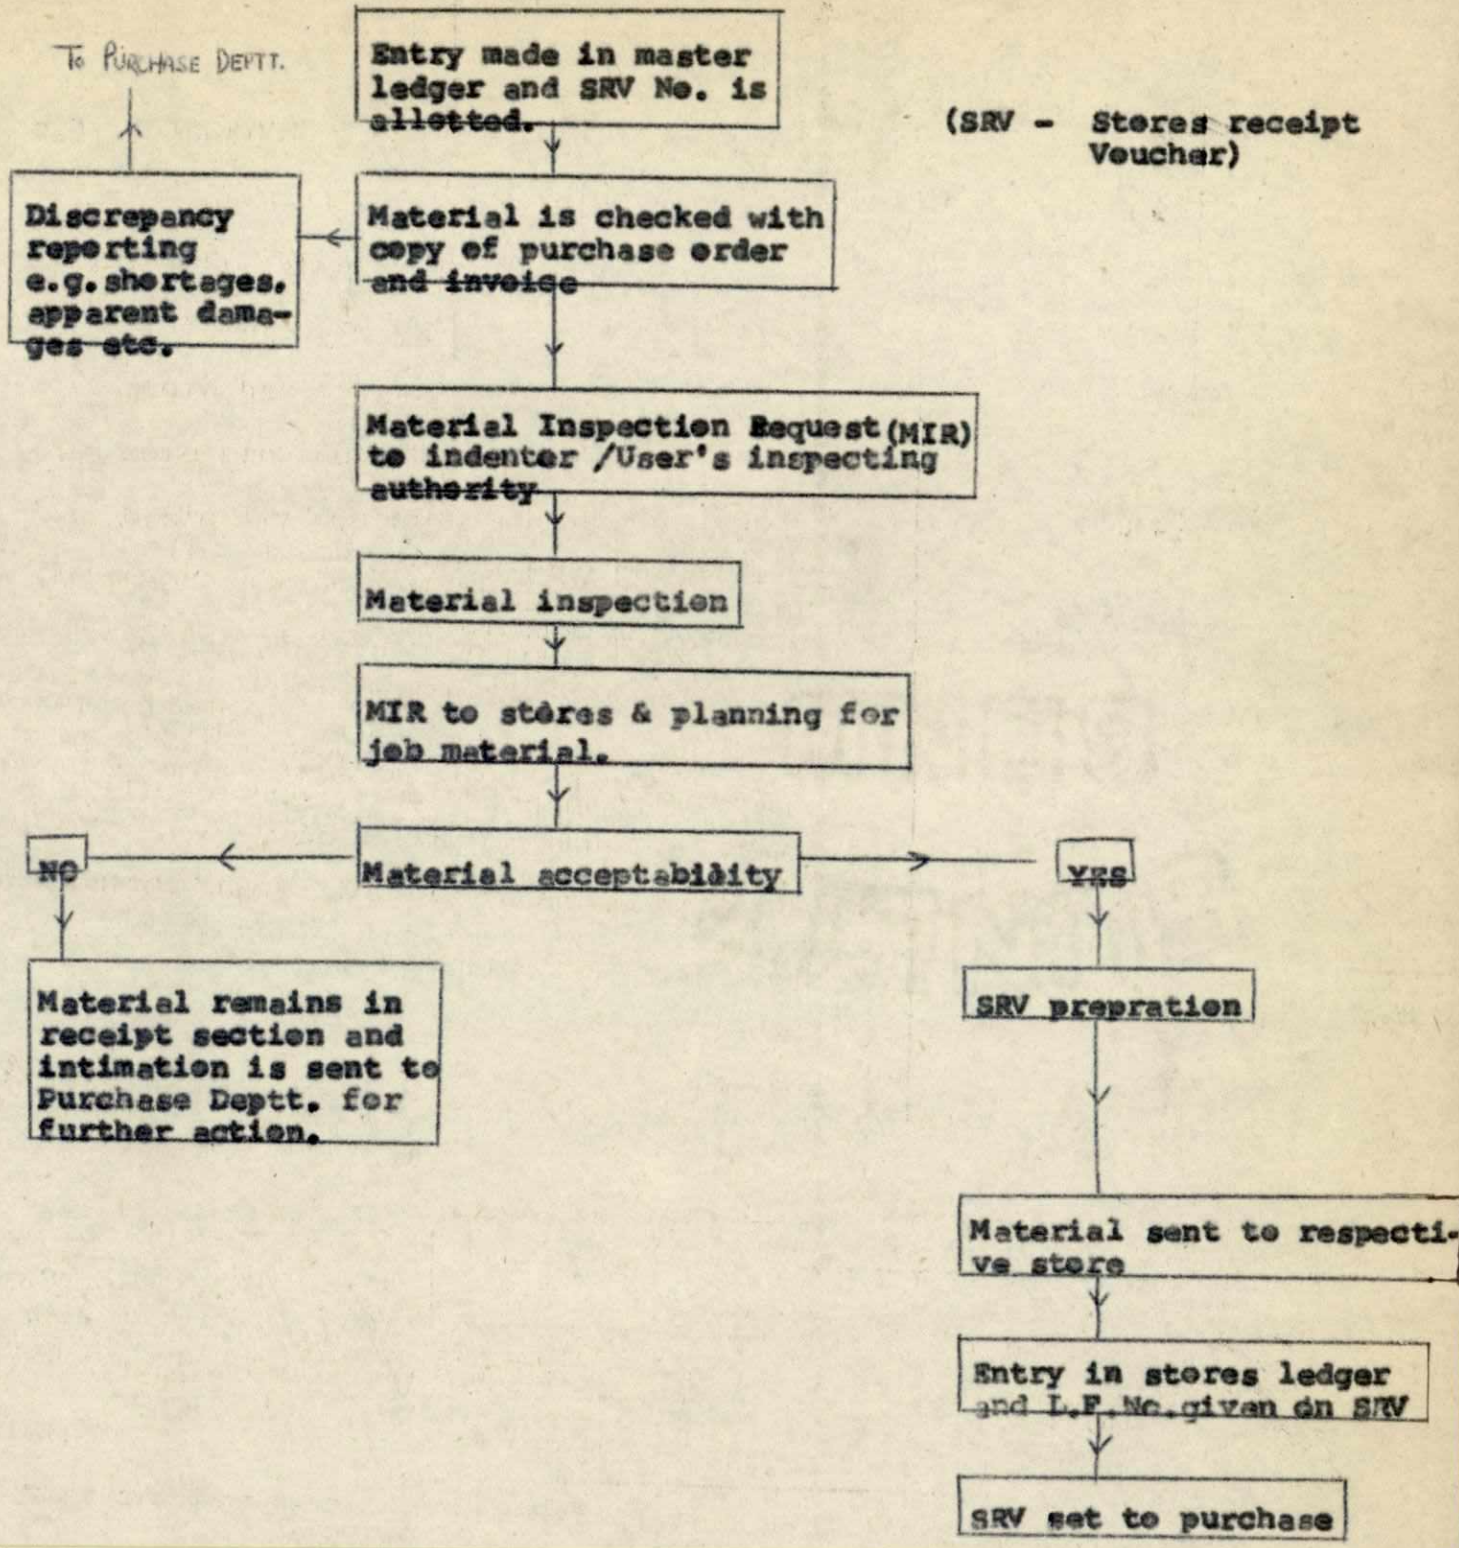 To PURCHASE DEPTT.
Entry made in master
ledger and SRV No. is
allotted.
(SRV - Stores receipt
Voucher)
Discrepancy
reporting
e.g. shortages.
apparent dama-
ges etc.
Material is checked with
copy of purchase order
and invoice
Material Inspection Request (MIR)
to indenter /User's inspecting
authority
Material inspection
MIR to stores & planning for
job material.
NO
Material acceptability
YES
Material remains in
receipt section and
intimation is sent to
Purchase Deptt. for
further action.
SRV prepration
Material sent to respecti-
ve store
Entry in stores ledger
and L.F.No.given on SRV
SRV set to purchase